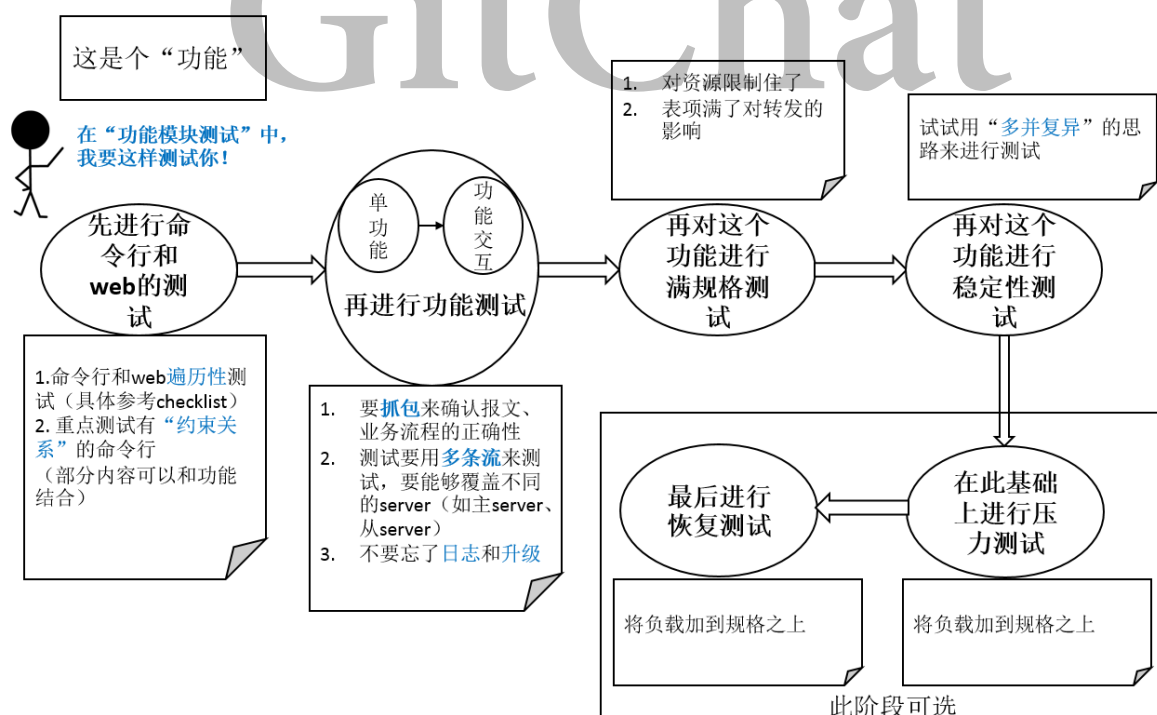 GitChat
这是个“功能”
在“功能模块测试”中,
我要这样测试你!
先进行命
令行和
web的测
试
1.命令行和web遍历性测
试（具体参考checklist）
2. 重点测试有“约束关
系”的命令行
（部分内容可以和功能
结合）
单
功
能
功
能
交
互
再进行功能测试
1. 要抓包来确认报文、
业务流程的正确性
2. 测试要用多条流来测
试，要能够覆盖不同
的server（如主server、
从server）
3. 不要忘了日志和升级
1. 对资源限制住了
2. 表项满了对转发的
影响
再对这个
功能进行
满规格测
试
试试用“多并复异”的思
路来进行测试
再对这个
功能进行
稳定性测
试
在此基础
上进行压
力测试
将负载加到规格之上
最后进行
恢复测试
将负载加到规格之上
此阶段可选